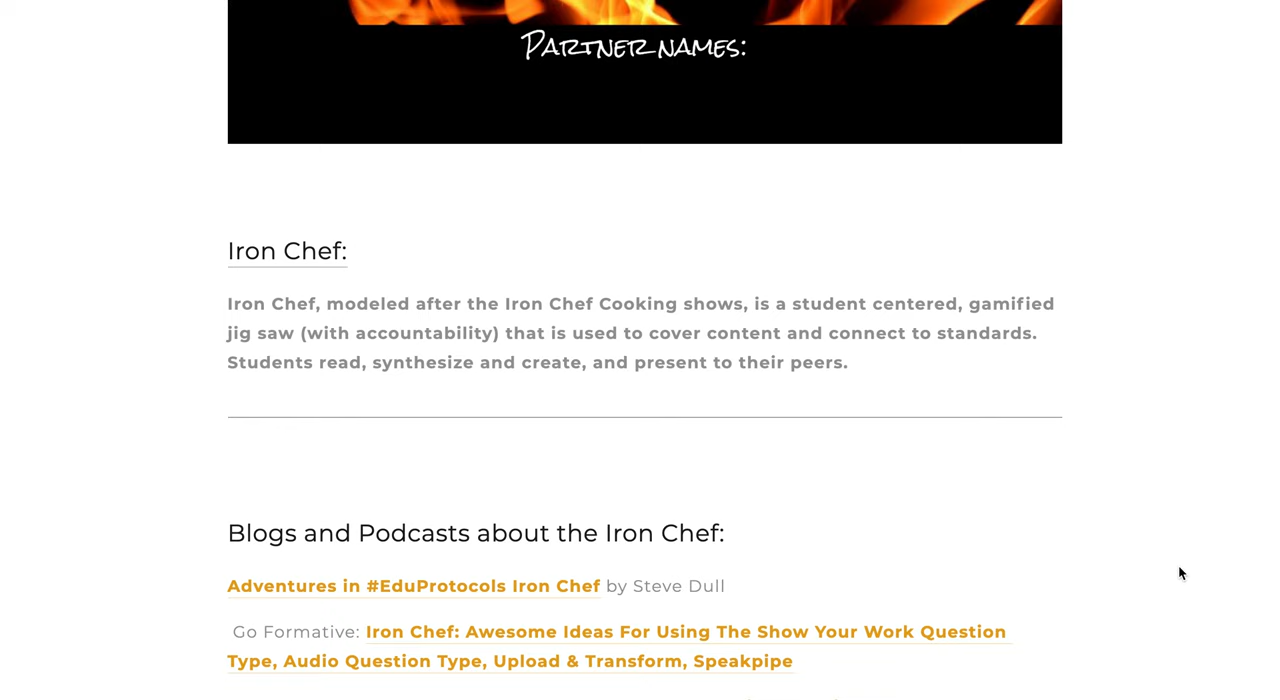 Partner names:
Iron Chef:
Iron Chef, modeled after the Iron Chef Cooking shows, is a student centered, gamified
jig saw (with accountability) that is used to cover content and connect to standards.
Students read, synthesize and create, and present to their peers.
Blogs and Podcasts about the Iron Chef:
Adventures in #EduProtocols Iron Chef by Steve Dull
Go Formative: Iron Chef: Awesome Ideas For Using The Show Your Work Question
Type, Audio Question Type, Upload & Transform, Speakpipe